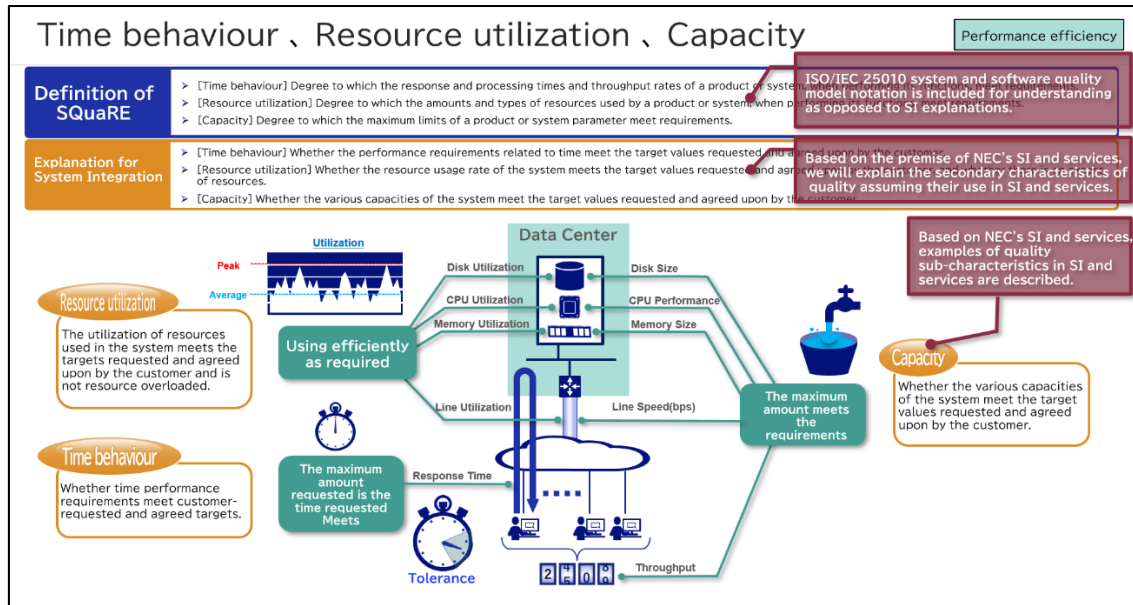 Time behaviour 、Resource utilization 、Capacity
Performance efficiency
Definition of
SQuaRE
[Time behaviour] Degree to which the response and processing times and throughput rates of a product or system, when performing its functions, meet requirements.
[Resource utilization] Degree to which the amounts and types of resources used by a product or system, when performing its functions, meet requirements.
[Capacity] Degree to which the maximum limits of a product or system parameter meet requirements.
ISO/IEC 25010 system and software quality
model notation is included for understanding
as opposed to SI explanations.
Explanation for
System Integration
[Time behaviour] Whether the performance requirements related to time meet the target values requested and agreed upon by the customer.
[Resource utilization] Whether the resource usage rate of the system meets the target values requested and agreed
of resources.
[Capacity] Whether the various capacities of the system meet the target values requested and agreed upon by the customer.
Based on the premise of NEC's SI and services,
we will explain the secondary characteristics of
quality assuming their use in SI and services.
Based on NEC's SI and services,
examples of quality
sub-characteristics in SI and
services are described.
Utilization
Peak
Average
Resource utilization
The utilization of resources
used in the system meets the
targets requested and agreed
upon by the customer and is
not resource overloaded.
Using efficiently
as required
Data Center
Disk Utilization
Disk Size
CPU Utilization
CPU Performance
Memory Utilization
Memory Size
Line Utilization
Line Speed(bps)
The maximum
amount meets
the
requirements
Capacity
Whether the various capacities
of the system meet the target
values requested and agreed
upon by the customer.
Time behaviour
Whether time performance
requirements meet customer-
requested and agreed targets.
The maximum
amount
requested is the
time requested
Meets
Response Time
Tolerance
Throughput